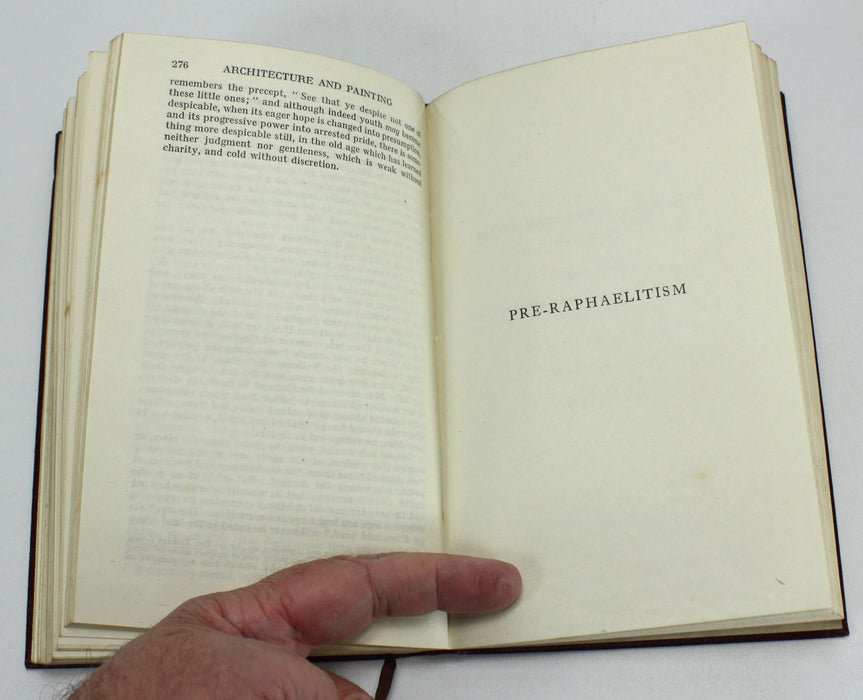 276
ARCHITECTURE AND PAINTING
remembers the precept, "See that ye despise not one of
these little ones;" and although indeed youth may become
despicable, when its eager hope is changed into presumption,
and its progressive power into arrested pride, there is some-
thing more despicable still, in the old age which has learned
neither judgment nor gentleness, which is weak without
charity, and cold without discretion.
PRE-RAPHAELITISM